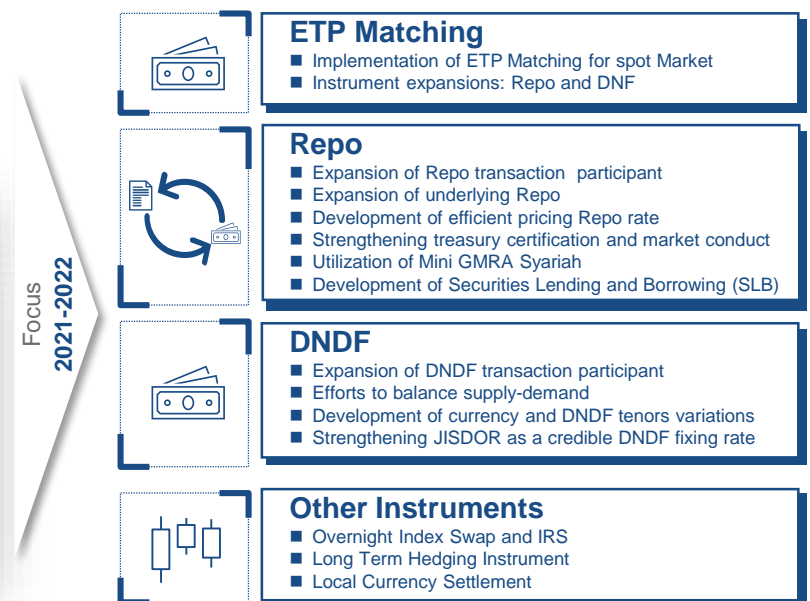 Focus
2021-2022
ETP Matching
■ Implementation of ETP Matching for spot Market
■ Instrument expansions: Repo and DNF
Repo
■ Expansion of Repo transaction participant
■ Expansion of underlying Repo
■ Development of efficient pricing Repo rate
■ Strengthening treasury certification and market conduct
■ Utilization of Mini GMRA Syariah
■ Development of Securities Lending and Borrowing (SLB)
DNDF
■ Expansion of DNDF transaction participant
■ Efforts to balance supply-demand
■ Development of currency and DNDF tenors variations
■ Strengthening JISDOR as a credible DNDF fixing rate
Other Instruments
■ Overnight Index Swap and IRS
■ Long Term Hedging Instrument
■ Local Currency Settlement